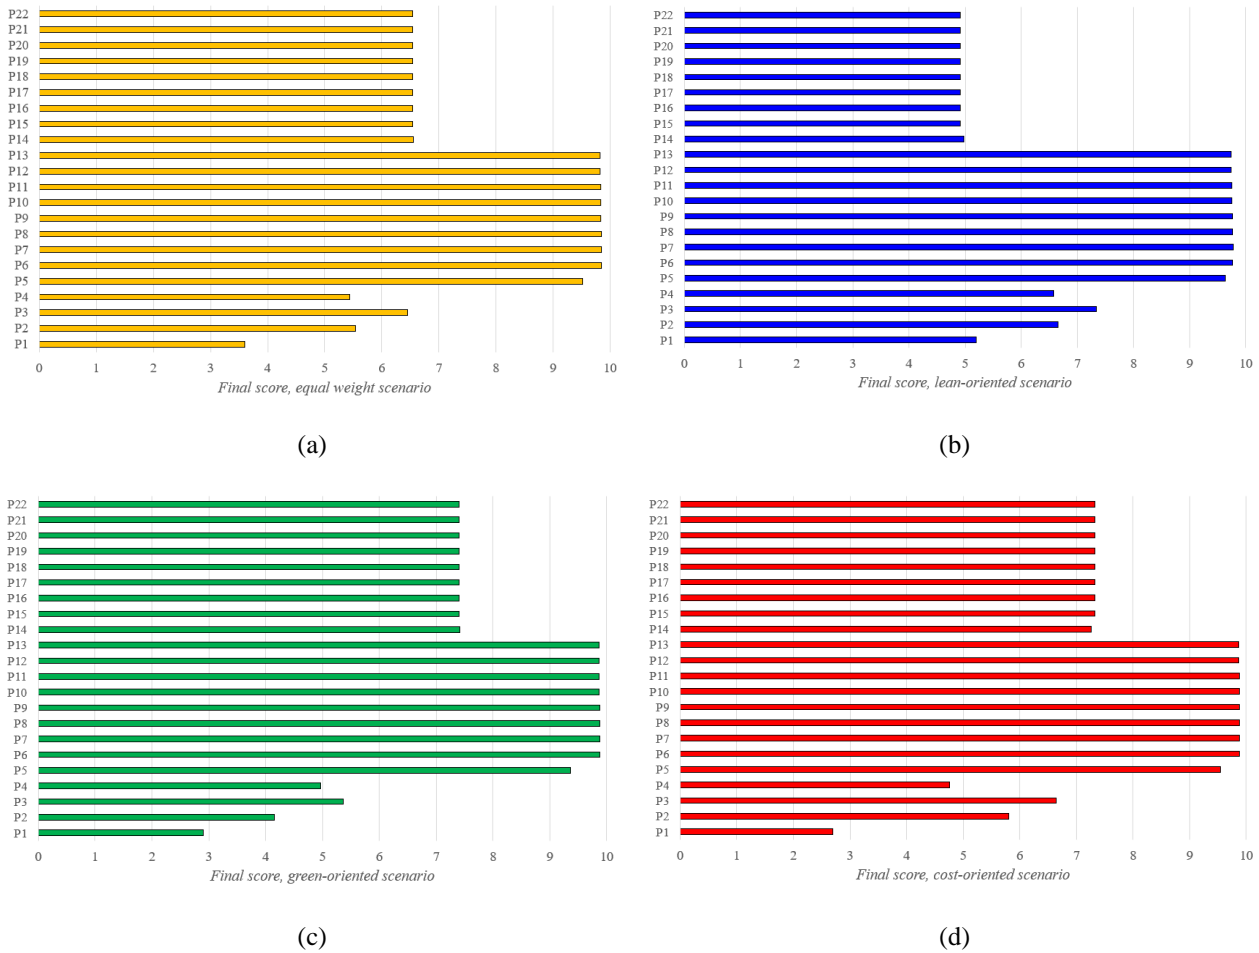 P22
P21
P20
P19
P18
P17
P16
P15
P14
P13
P12
P11
P10
P9
P8
P7
P6
P5
P4
P3
P2
P1
0 1 2 3 4 5 6 7 8 9 10
Final score, equal weight scenario
(a)
P22
P21
P20
P19
P18
P17
P16
P15
P14
P13
P12
P11
P10
P9
P8
P7
P6
P5
P4
P3
P2
P1
0 1 2 3 4 5 6 7 8 9 10
Final score, lean-oriented scenario
(b)
P22
P21
P20
P19
P18
P17
P16
P15
P14
P13
P12
P11
P10
P9
P8
P7
P6
P5
P4
P3
P2
P1
0 1 2 3 4 5 6 7 8 9 10
Final score, green-oriented scenario
(c)
P22
P21
P20
P19
P18
P17
P16
P15
P14
P13
P12
P11
P10
P9
P8
P7
P6
P5
P4
P3
P2
P1
0 1 2 3 4 5 6 7 8 9 10
Final score, cost-oriented scenario
(d)